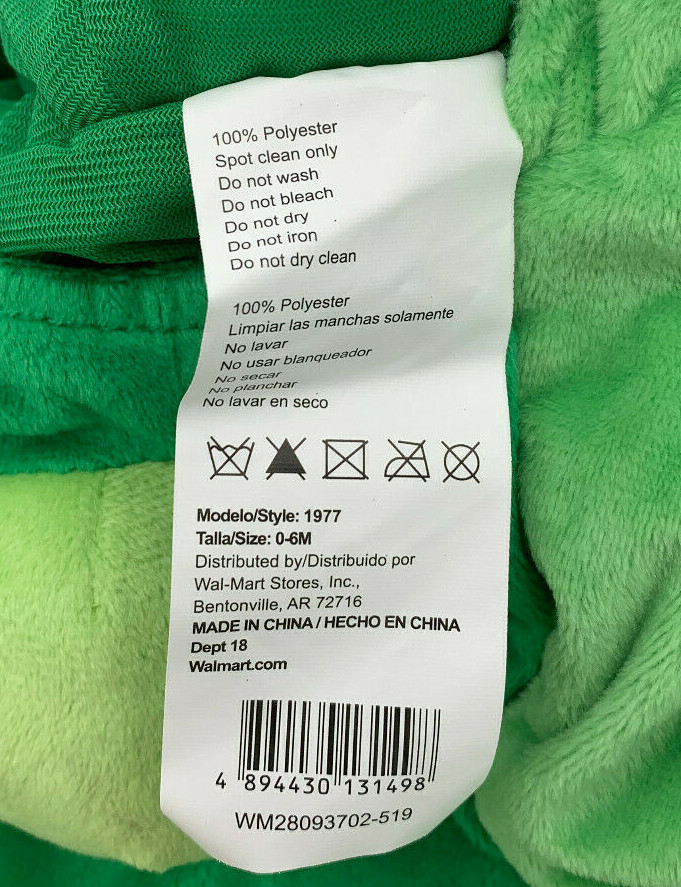 100% Polyester
Spot clean only
Do not wash
Do not bleach
Do not dry
Do not iron
Do not dry clean
100% Polyester
Limpiar las manchas solamente
No lavar
No usar blanqueador
No secar
No planchar
No lavar en seco
Modelo/Style: 1977
Talla/Size: 0-6M
Distributed by/Distribuido por
Wal-Mart Stores, Inc.,
Bentonville, AR 72716
MADE IN CHINA / HECHO EN CHINA
Dept 18
Walmart.com
4 894430 131498
WM28093702-519